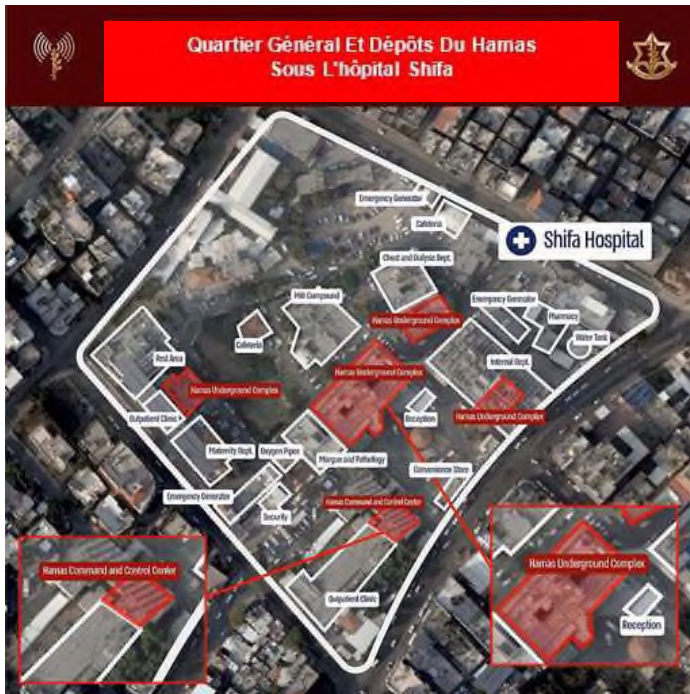 Quartier Général Et Dépôts Du Hamas
Sous L'hôpital Shifa
Emergency Generator
Cafeteria
Shifa Hospital
Chest and Dialysis Dept.
Milti Compound
Emergency Generator
Hamas Underground Complex
Pharmacy
Cafeteria
Water Tank
Rest Area
Internal Dept.
Hamas Underground Complex
Hamas Underground Complex
Hamas Underground Complex
Outpatient Clinic
Reception
Maternity Dept.
Oxygen Pipes
Morgue and Pathology
Convenience Store
Emergency Generator
Hamas Command and Control Center
Security
Hamas Command and Control Center
Hamas Underground Complex
Outpatient Clinic
Reception